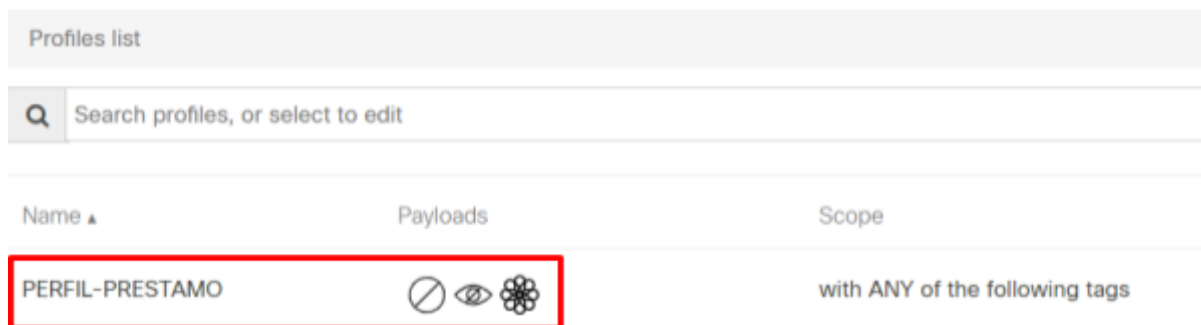 Profiles list
Search profiles, or select to edit
Name ▴ Payloads Scope
PERFIL-PRESTAMO with ANY of the following tags